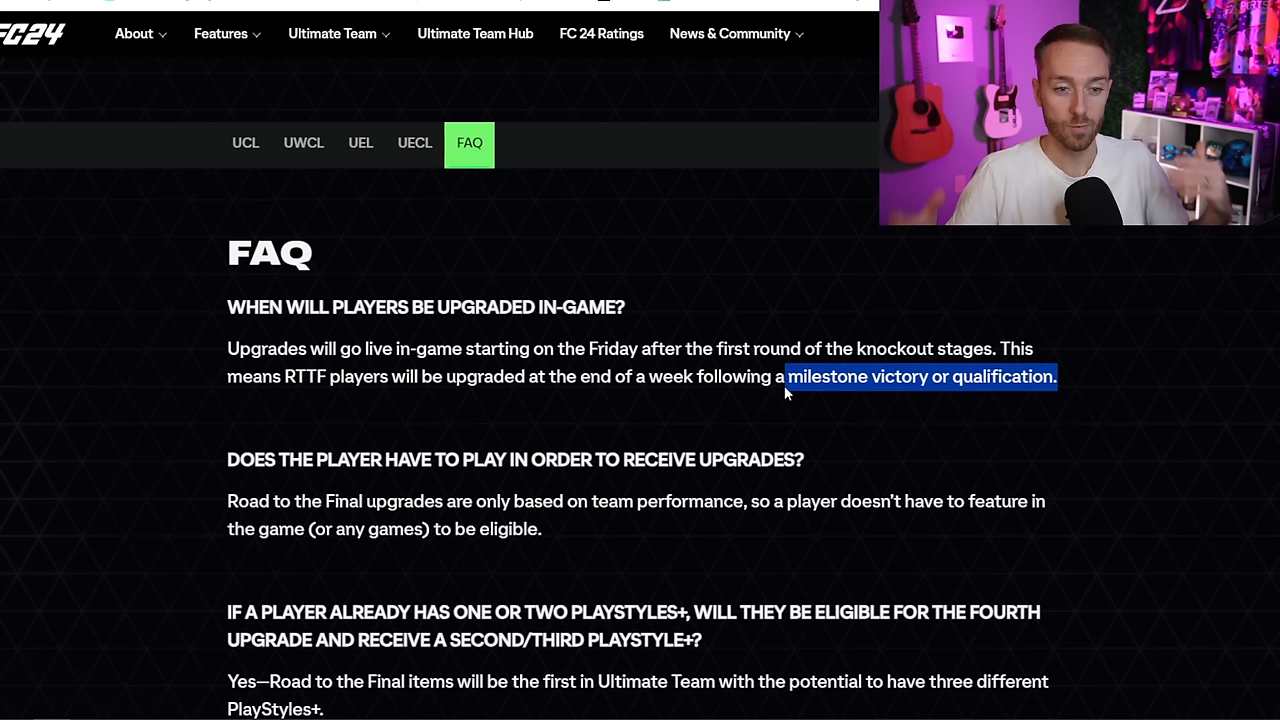 FC24
About
Features
Ultimate Team
Ultimate Team Hub
FC 24 Ratings
News & Community
UCL
UWCL
UEL
UECL
FAQ
FAQ
WHEN WILL PLAYERS BE UPGRADED IN-GAME?
Upgrades will go live in-game starting on the Friday after the first round of the knockout stages. This
means RTTF players will be upgraded at the end of a week following a milestone victory or qualification.
DOES THE PLAYER HAVE TO PLAY IN ORDER TO RECEIVE UPGRADES?
Road to the Final upgrades are only based on team performance, so a player doesn’t have to feature in
the game (or any games) to be eligible.
IF A PLAYER ALREADY HAS ONE OR TWO PLAYSTYLES+, WILL THEY BE ELIGIBLE FOR THE FOURTH
UPGRADE AND RECEIVE A SECOND/THIRD PLAYSTYLE+?
Yes—Road to the Final items will be the first in Ultimate Team with the potential to have three different
PlayStyles+.